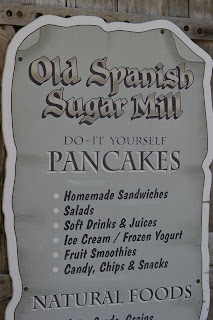 Old Spanish
Sugar Mill
DO-IT YOURSELF
PANCAKES
• Homemade Sandwiches
• Salads
• Soft Drinks & Juices
• Ice Cream / Frozen Yogurt
• Fruit Smoothies
• Candy, Chips & Snacks
NATURAL FOODS
Grains